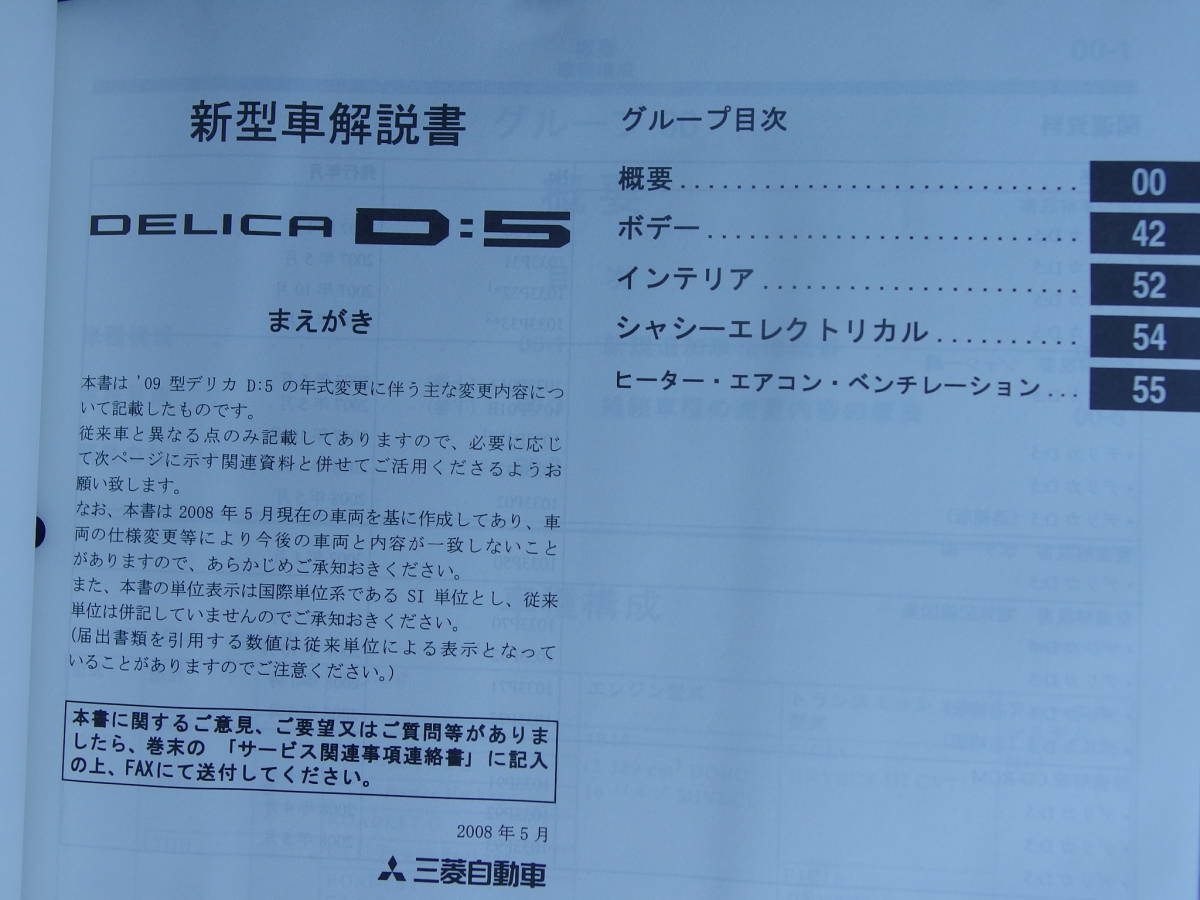 新型車解説書
DELICA D:5
まえがき
本書は '09 型デリカ D:5 の年式変更に伴う主な変更内容につ
いて記載したものです。
従来車と異なる点のみ記載してありますので、必要に応じ
て次ページに示す関連資料と併せてご活用くださるようお
願い致します。
なお、本書は 2008 年 5 月現在の車両を基に作成してあり、車
両の仕様変更等により今後の車両と内容が一致しないこと
がありますので、あらかじめご承知おきください。
また、本書の単位表示は国際単位系である SI 単位とし、従来
単位は併記していませんのでご承知おきください。
(届出書類を引用する数値は従来単位による表示となって
いることがありますのでご注意ください。)
本書に関するご意見、ご要望又はご質問等がありま
したら、巻末の 「サービス関連事項連絡書」に記入
の上、FAXにて送付してください。
2008 年 5 月
三菱自動車
グループ目次
概要 .............................. 00
ボデー ............................ 42
インテリア ........................ 52
シャシーエレクトリカル ........... 54
ヒーター・エアコン・ベンチレーション ... 55